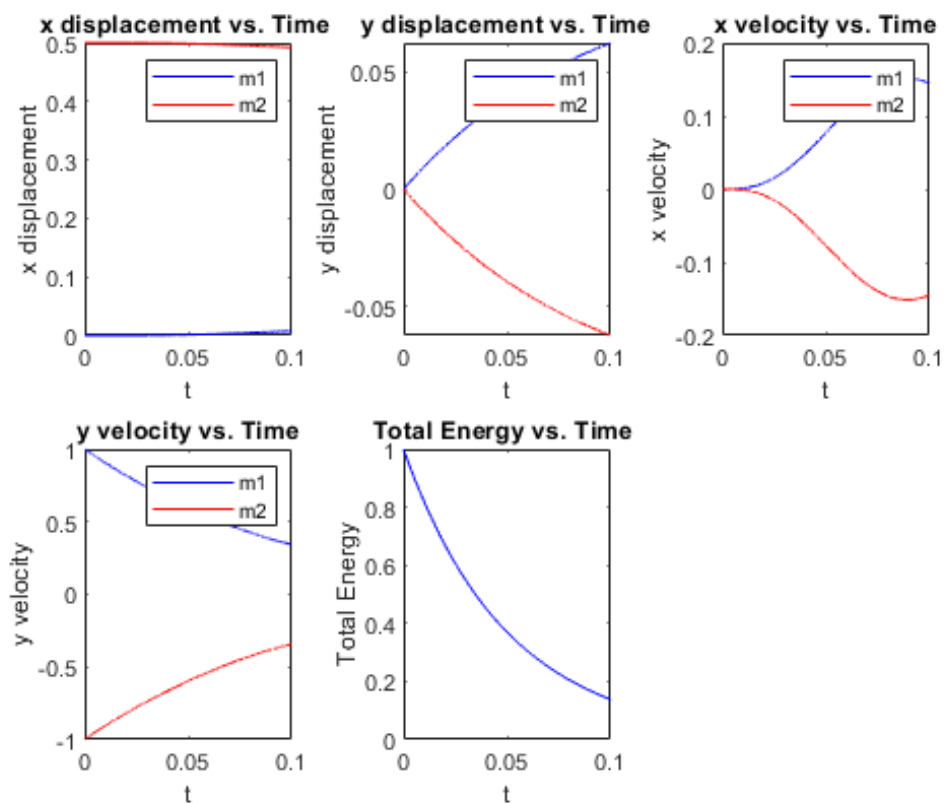 x displacement vs. Time
0.5
0.4
0.3
0.2
0.1
0
0
0.05
0.1
x displacement
t
m1
m2
y displacement vs. Time
0.05
0
-0.05
0
0.05
0.1
y displacement
t
m1
m2
x velocity vs. Time
0.2
0.1
0
-0.1
-0.2
0
0.05
0.1
x velocity
t
m1
m2
y velocity vs. Time
1
0.5
0
-0.5
-1
0
0.05
0.1
y velocity
t
m1
m2
Total Energy vs. Time
1
0.8
0.6
0.4
0.2
0
0
0.05
0.1
Total Energy
t